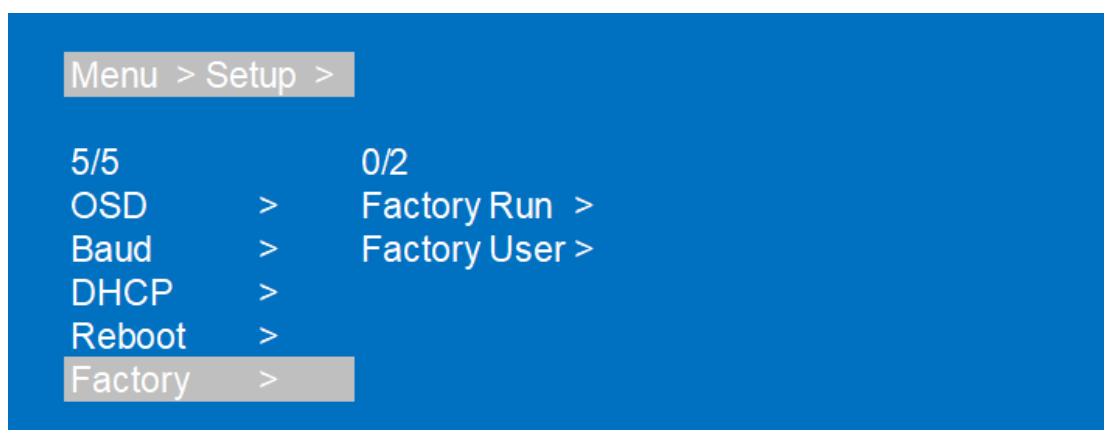 Menu > Setup >
5/5 0/2
OSD > Factory Run >
Baud > Factory User >
DHCP >
Reboot >
Factory >